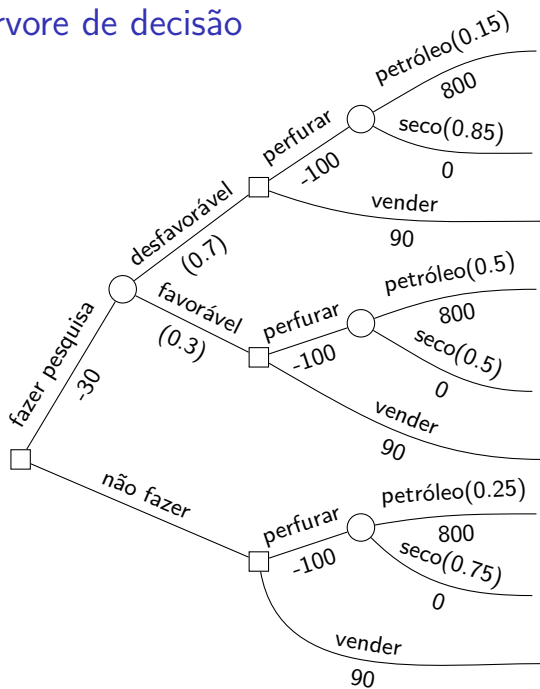 rvore de decisão
petróleo(0.15)
800
perfurar
-100
seco(0.85)
0
desfavorável
(0.7)
vender
90
favorável
(0.3)
petróleo(0.5)
800
perfurar
-100
seco(0.5)
0
fazer pesquisa
-30
vender
90
não fazer
petróleo(0.25)
800
perfurar
-100
seco(0.75)
0
vender
90